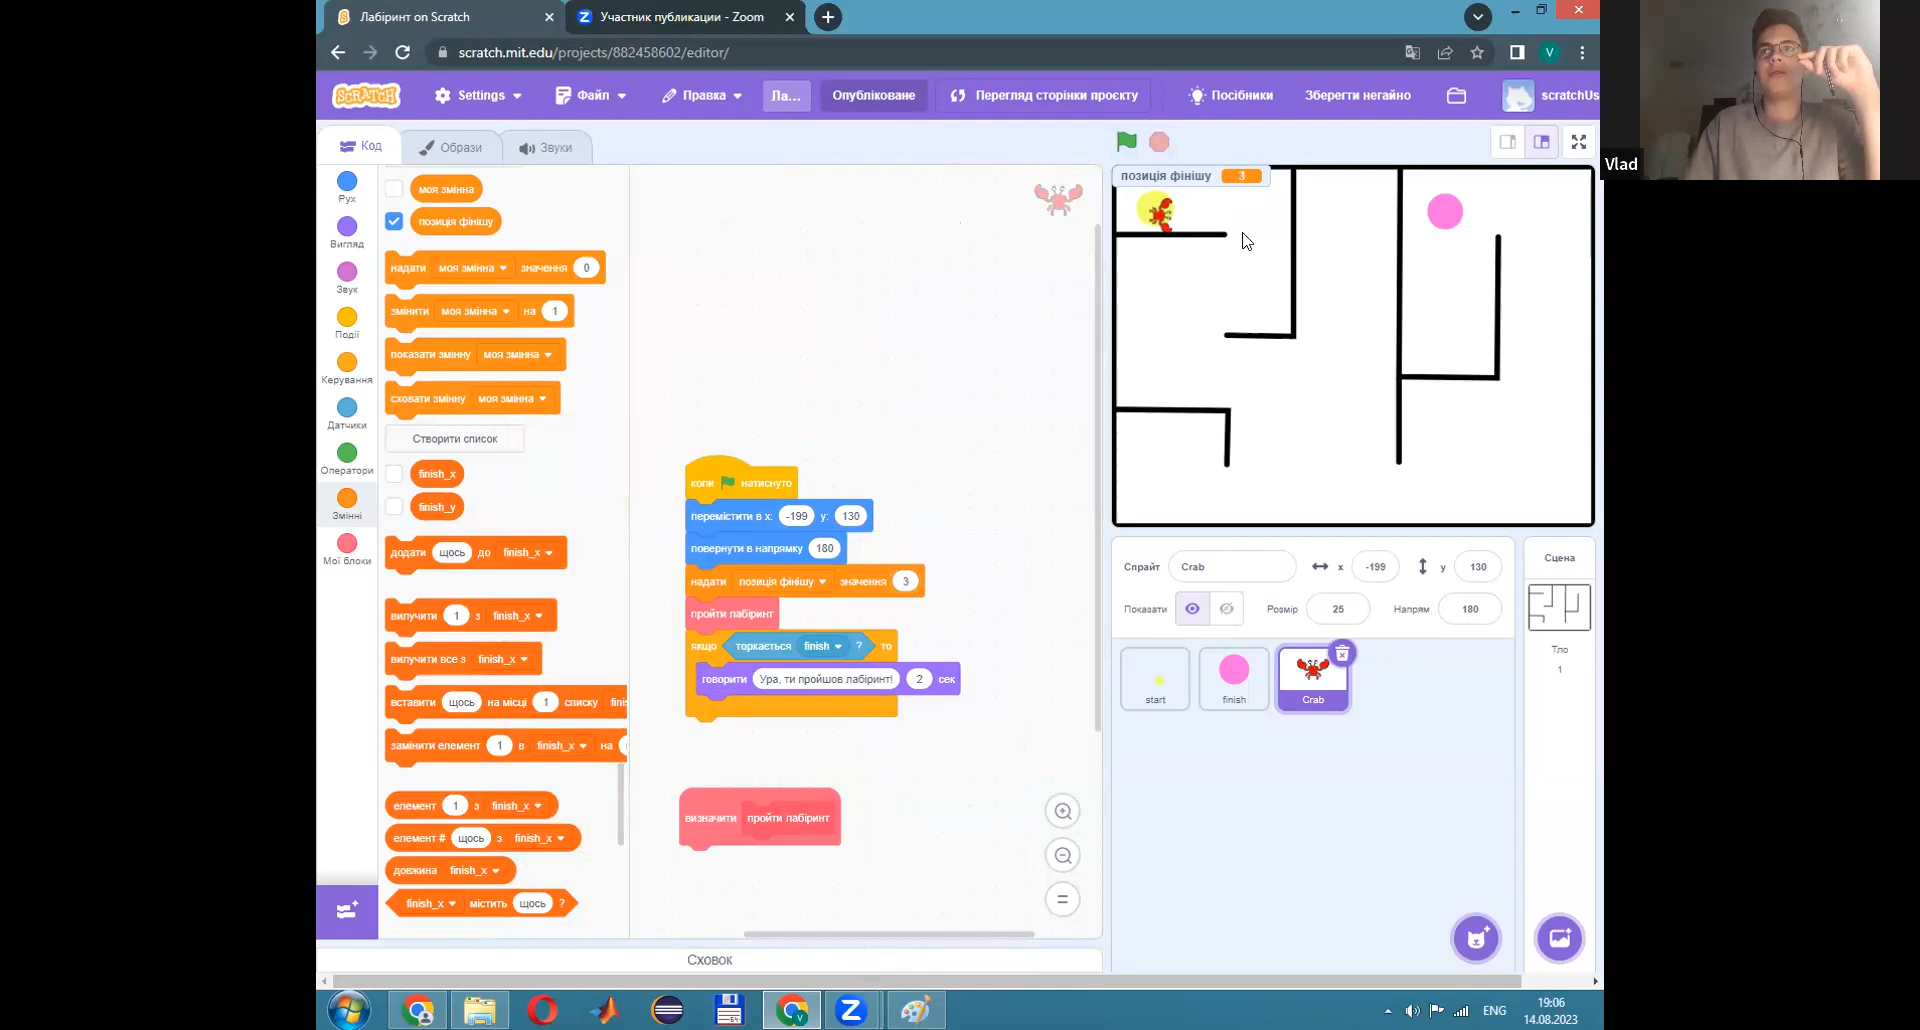 Лабіринт on Scratch
Участник публикации - Zoom
scratch.mit.edu/projects/882458602/editor/
V
SCRATCH
Settings
Файл
Правка
Ла...
Опубліковане
Перегляд сторінки проєкту
Посібники
Зберегти негайно
scratchUs
Vlad
Код
Образи
Звуки
Рух
Вигляд
Звук
Події
Керування
Датчики
Оператори
Змінні
Мої блоки
моя змінна
позиція фінішу
надати моя змінна значення 0
змінити моя змінна на 1
показати змінну моя змінна
сховати змінну моя змінна
Створити список
finish_x
finish_y
додати щось до finish_x
вилучити 1 з finish_x
вилучити все з finish_x
вставити щось на місці 1 списку
замінити елемент 1 в finish_x на
елемент 1 з finish_x
елемент # щось з finish_x
довжина finish_x
finish_x містить щось ?
коли натиснуто
перемістити в x: -199 y: 130
повернути в напрямку 180
надати позиція фінішу значення 3
пройти лабіринт
якщо торкається finish ? то
говорити Ура, ти пройшов лабіринт! 2 сек
визначити пройти лабіринт
Сховок
позиція фінішу 3
Спрайт Crab x -199 y 130
Показати Розмір 25 Напрям 180
start
finish
Crab
Сцена
Тло
1
V
Z
ENG
19:06
14.08.2023